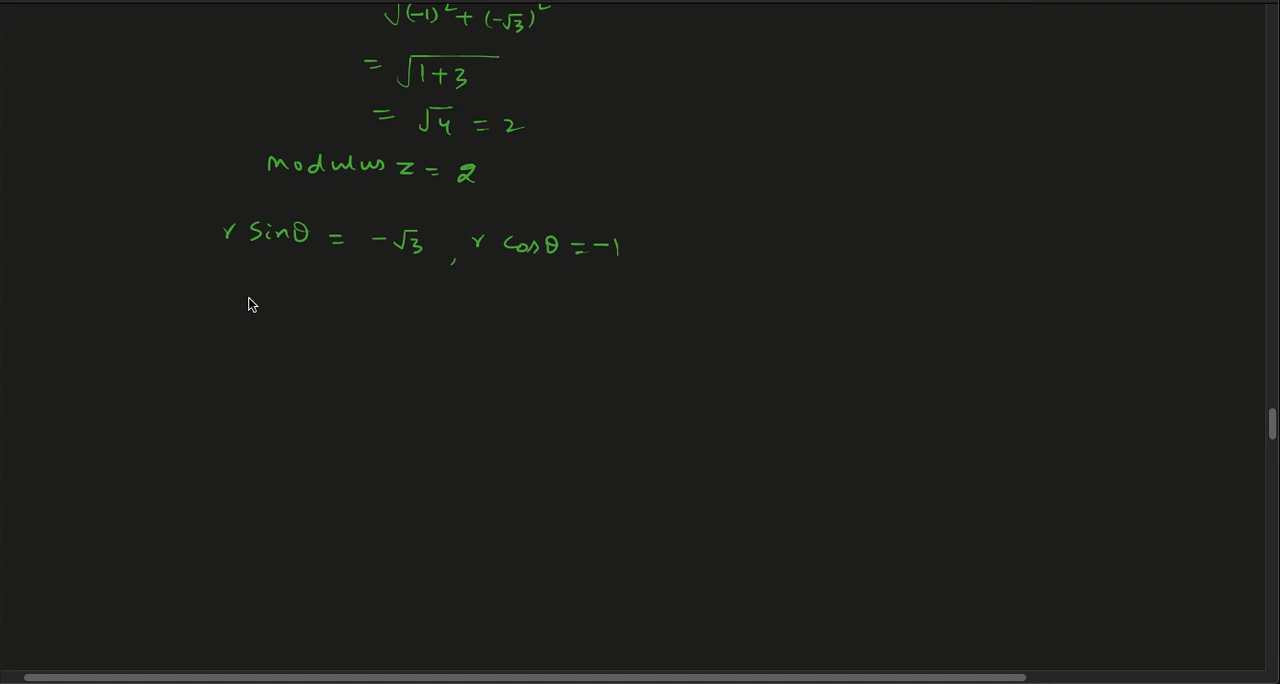 √(-1)² + (-√3)²
= √1+3
= √4 = 2
modulus z = 2
r sinθ = -√3 , r cosθ = -1